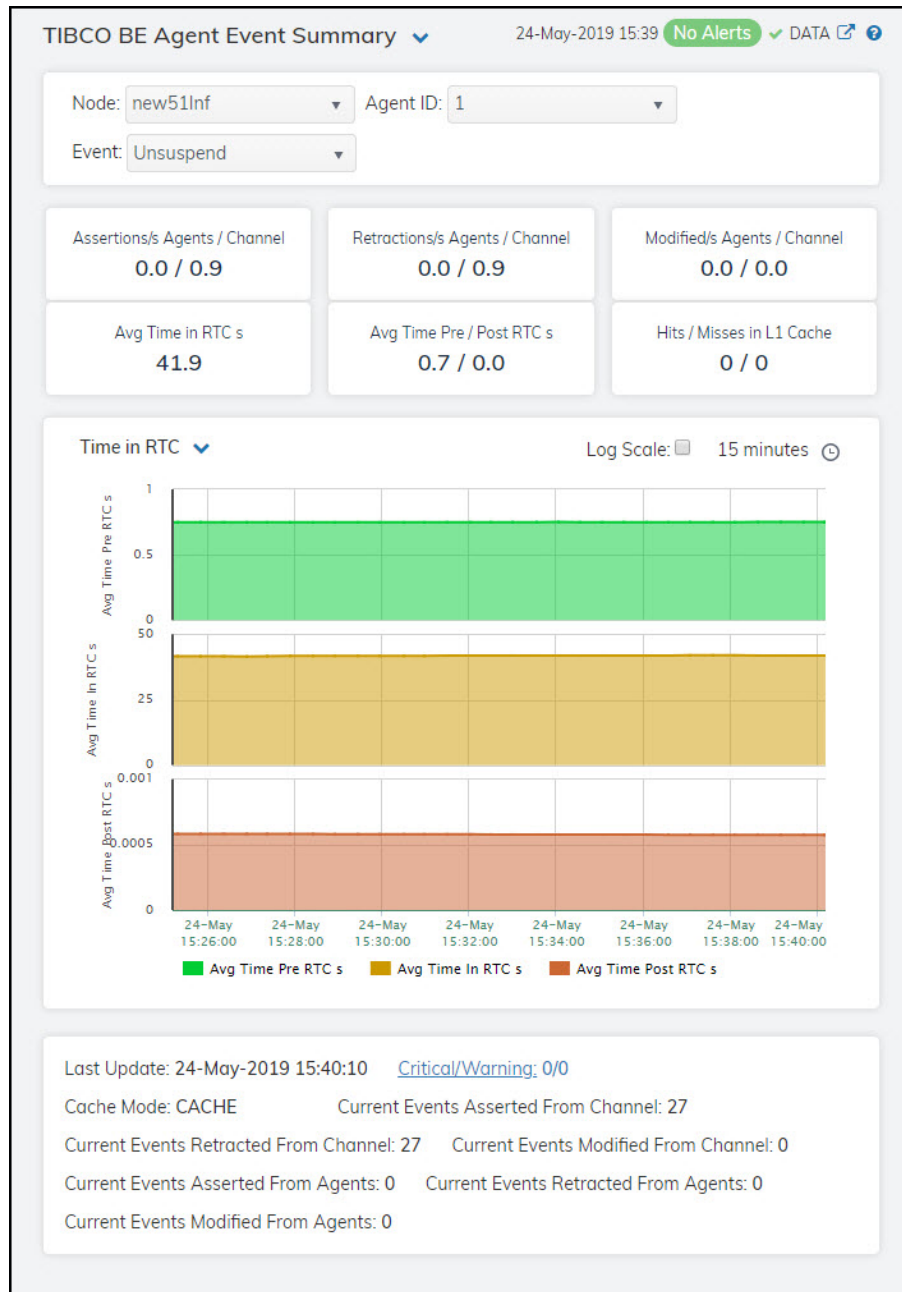 TIBCO BE Agent Event Summary 24-May-2019 15:39 No Alerts DATA
Node: new51Inf Agent ID: 1
Event: Unsuspend
Assertions/s Agents / Channel
0.0 / 0.9
Retractions/s Agents / Channel
0.0 / 0.9
Modified/s Agents / Channel
0.0 / 0.0
Avg Time in RTC s
41.9
Avg Time Pre / Post RTC s
0.7 / 0.0
Hits / Misses in L1 Cache
0 / 0
Time in RTC Log Scale: 15 minutes
Avg Time Pre RTC s
1
0.5
0
Avg Time In RTC s
50
25
0
Avg Time Post RTC s
0.001
0.0005
0
24-May 24-May 24-May 24-May 24-May 24-May 24-May 24-May
15:26:00 15:28:00 15:30:00 15:32:00 15:34:00 15:36:00 15:38:00 15:40:00
Avg Time Pre RTC s Avg Time In RTC s Avg Time Post RTC s
Last Update: 24-May-2019 15:40:10 Critical/Warning: 0/0
Cache Mode: CACHE Current Events Asserted From Channel: 27
Current Events Retracted From Channel: 27 Current Events Modified From Channel: 0
Current Events Asserted From Agents: 0 Current Events Retracted From Agents: 0
Current Events Modified From Agents: 0